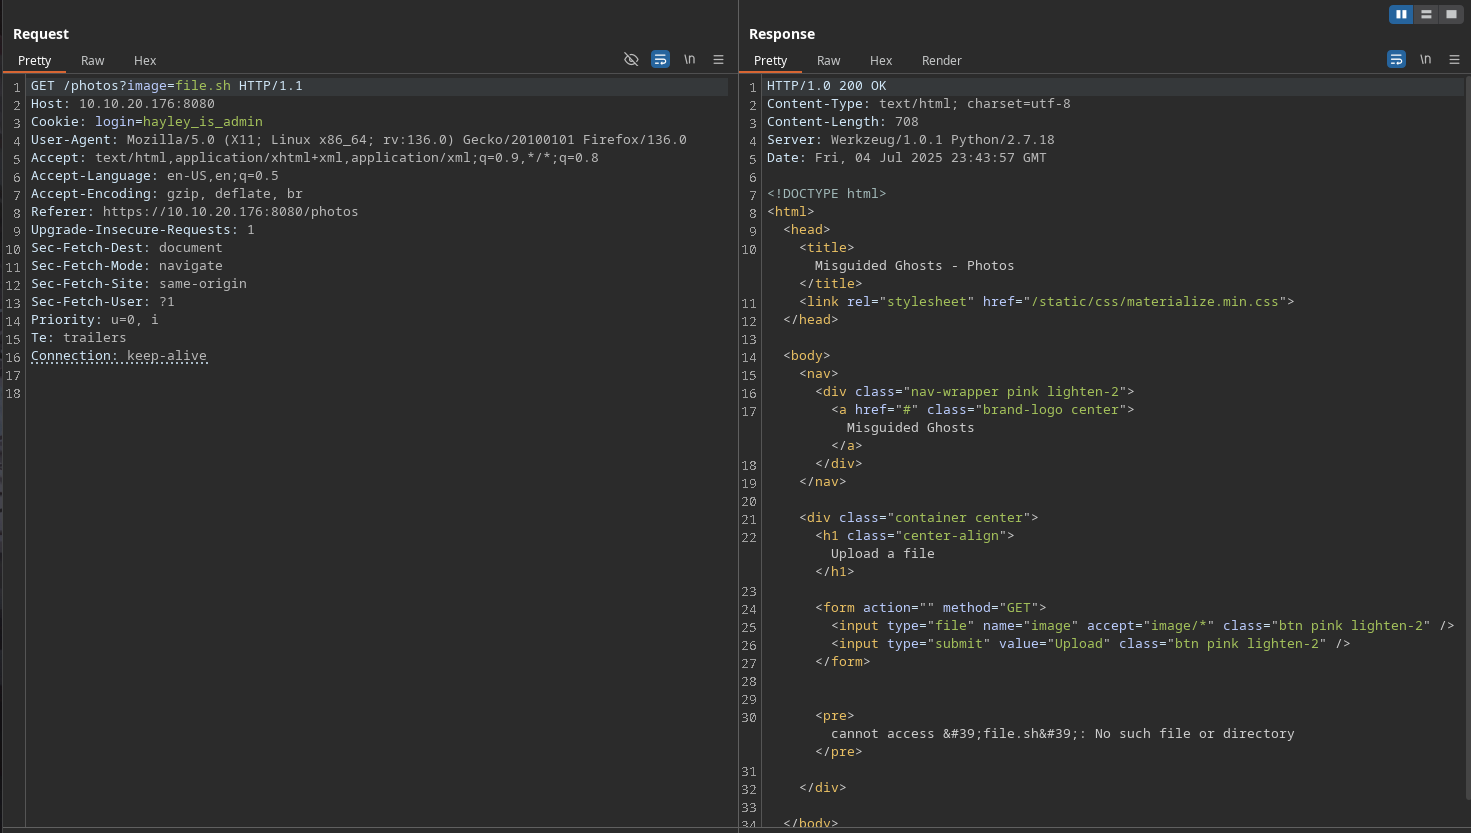 Request
Pretty Raw Hex
\n
1 GET /photos?image=file.sh HTTP/1.1
2 Host: 10.10.20.176:8080
3 Cookie: login=hayley_is_admin
4 User-Agent: Mozilla/5.0 (X11; Linux x86_64; rv:136.0) Gecko/20100101 Firefox/136.0
5 Accept: text/html,application/xhtml+xml,application/xml;q=0.9,*/*;q=0.8
6 Accept-Language: en-US,en;q=0.5
7 Accept-Encoding: gzip, deflate, br
8 Referer: https://10.10.20.176:8080/photos
9 Upgrade-Insecure-Requests: 1
10 Sec-Fetch-Dest: document
11 Sec-Fetch-Mode: navigate
12 Sec-Fetch-Site: same-origin
13 Sec-Fetch-User: ?1
14 Priority: u=0, i
15 Te: trailers
16 Connection: keep-alive
17
18
Response
Pretty Raw Hex Render
\n
1 HTTP/1.0 200 OK
2 Content-Type: text/html; charset=utf-8
3 Content-Length: 708
4 Server: Werkzeug/1.0.1 Python/2.7.18
5 Date: Fri, 04 Jul 2025 23:43:57 GMT
6
7 <!DOCTYPE html>
8 <html>
9 <head>
10 <title>
Misguided Ghosts - Photos
</title>
11 <link rel="stylesheet" href="/static/css/materialize.min.css">
12 </head>
13
14 <body>
15 <nav>
16 <div class="nav-wrapper pink lighten-2">
17 <a href="#" class="brand-logo center">
Misguided Ghosts
</a>
18 </div>
19 </nav>
20
21 <div class="container center">
22 <h1 class="center-align">
Upload a file
</h1>
23
24 <form action="" method="GET">
25 <input type="file" name="image" accept="image/*" class="btn pink lighten-2" />
26 <input type="submit" value="Upload" class="btn pink lighten-2" />
27 </form>
28
29
30 <pre>
cannot access &#39;file.sh&#39;: No such file or directory
</pre>
31
32 </div>
33
34 </body>